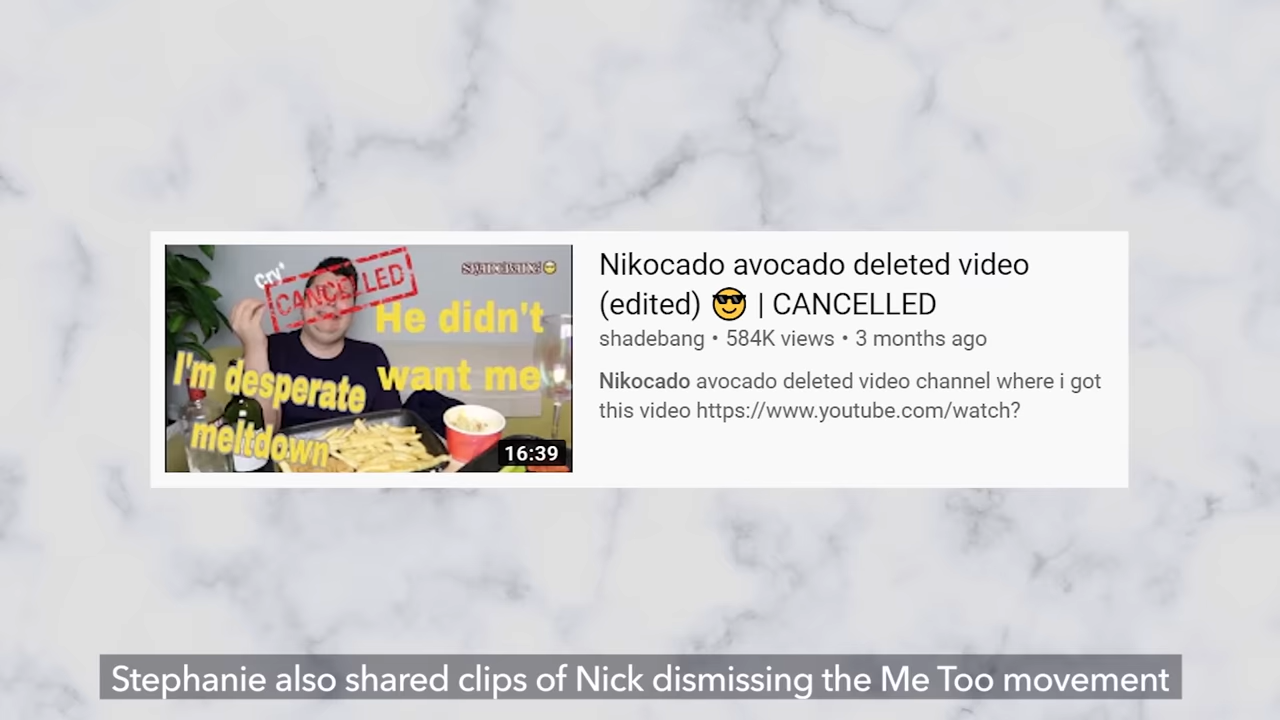 cry'
CANCELLED
He didn't
want me
I'm desperate
meltdown
16:39
Nikocado avocado deleted video
(edited) 😎 | CANCELLED
shadebang • 584K views • 3 months ago
Nikocado avocado deleted video channel where i got
this video https://www.youtube.com/watch?
Stephanie also shared clips of Nick dismissing the Me Too movement